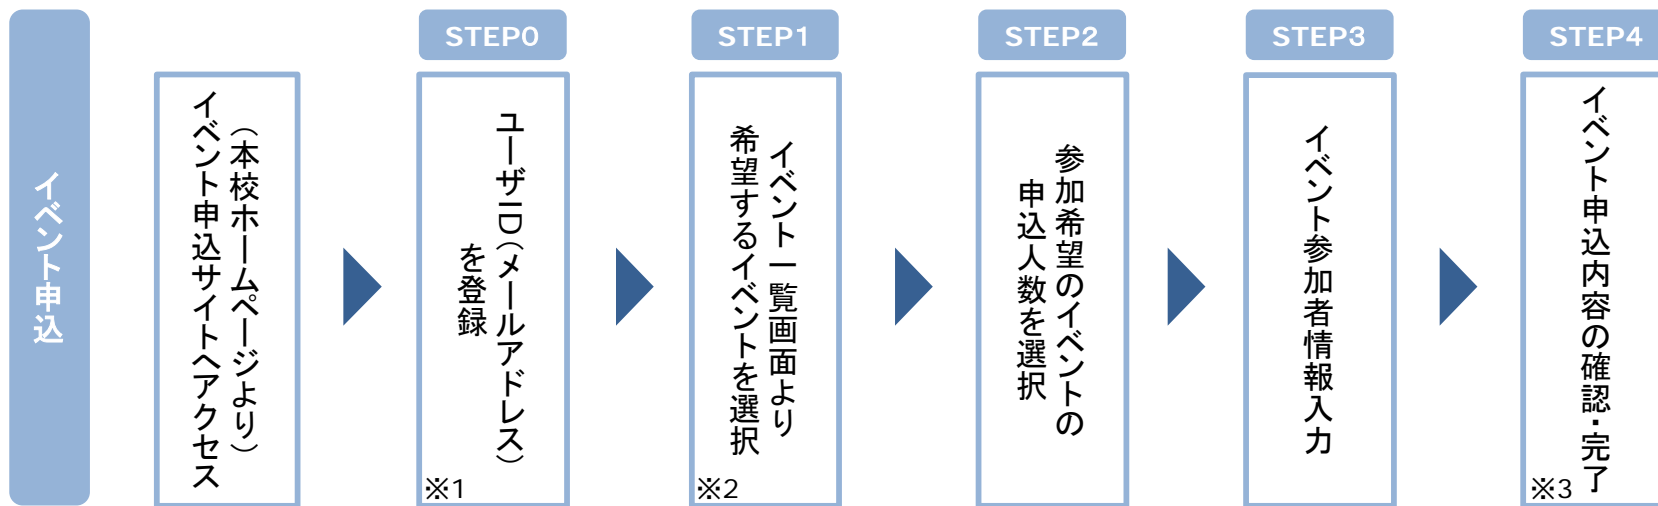 イベント申込
（本校ホームページより）
イベント申込サイトへアクセス
STEP0
ユーザID（メールアドレス）
を登録
※1
STEP1
イベント一覧画面より
希望するイベントを選択
※2
STEP2
参加希望のイベントの
申込人数を選択
STEP3
イベント参加者情報入力
STEP4
イベント申込内容の確認・完了
※3